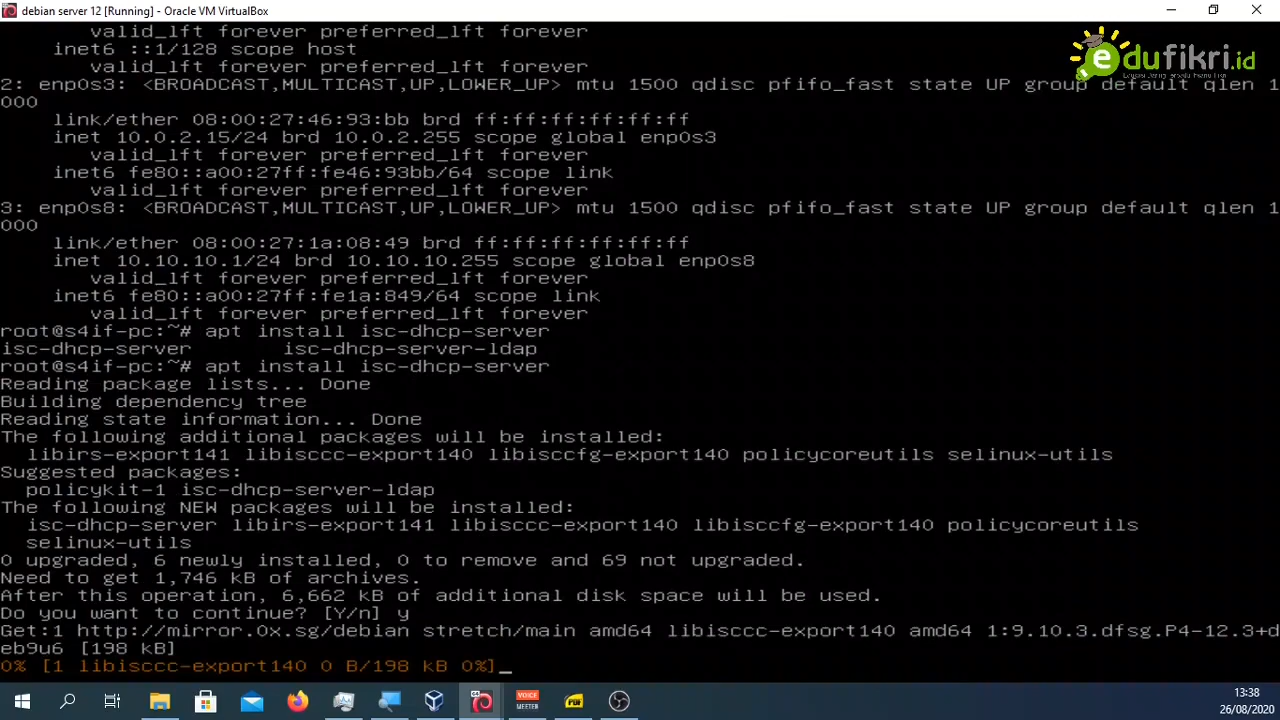 debian server 12 [Running] - Oracle VM VirtualBox
edufikri.id
valid_lft forever preferred_lft forever
inet6 ::1/128 scope host
valid_lft forever preferred_lft forever
2: enp0s3: <BROADCAST,MULTICAST,UP,LOWER_UP> mtu 1500 qdisc pfifo_fast state UP group default qlen 1
000
link/ether 08:00:27:46:93:bb brd ff:ff:ff:ff:ff:ff
inet 10.0.2.15/24 brd 10.0.2.255 scope global enp0s3
valid_lft forever preferred_lft forever
inet6 fe80::a00:27ff:fe46:93bb/64 scope link
valid_lft forever preferred_lft forever
3: enp0s8: <BROADCAST,MULTICAST,UP,LOWER_UP> mtu 1500 qdisc pfifo_fast state UP group default qlen 1
000
link/ether 08:00:27:1a:08:49 brd ff:ff:ff:ff:ff:ff
inet 10.10.10.1/24 brd 10.10.10.255 scope global enp0s8
valid_lft forever preferred_lft forever
inet6 fe80::a00:27ff:fe1a:849/64 scope link
valid_lft forever preferred_lft forever
root@s4if-pc:~# apt install isc-dhcp-server
isc-dhcp-server isc-dhcp-server-ldap
root@s4if-pc:~# apt install isc-dhcp-server
Reading package lists... Done
Building dependency tree
Reading state information... Done
The following additional packages will be installed:
libirs-export141 libisccc-export140 libisccfg-export140 policycoreutils selinux-utils
Suggested packages:
policykit-1 isc-dhcp-server-ldap
The following NEW packages will be installed:
isc-dhcp-server libirs-export141 libisccc-export140 libisccfg-export140 policycoreutils
selinux-utils
0 upgraded, 6 newly installed, 0 to remove and 69 not upgraded.
Need to get 1,746 kB of archives.
After this operation, 6,662 kB of additional disk space will be used.
Do you want to continue? [Y/n] y
Get:1 http://mirror.0x.sg/debian stretch/main amd64 libisccc-export140 amd64 1:9.10.3.dfsg.P4-12.3+d
eb9u6 [198 kB]
0% [1 libisccc-export140 0 B/198 kB 0%]_
VOICE
MEETER
PDF
13:38
26/08/2020